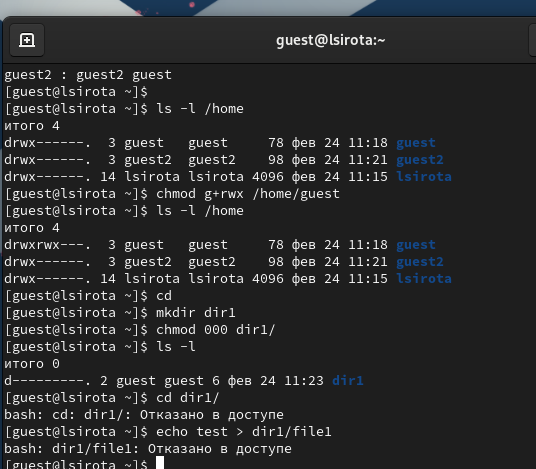 guest@lsirota:~
guest2 : guest2 guest
[guest@lsirota ~]$
[guest@lsirota ~]$ ls -l /home
итого 4
drwx------.  3 guest   guest     78 фев 24 11:18 guest
drwx------.  3 guest2  guest2    98 фев 24 11:21 guest2
drwx------. 14 lsirota lsirota 4096 фев 24 11:15 lsirota
[guest@lsirota ~]$ chmod g+rwx /home/guest
[guest@lsirota ~]$ ls -l /home
итого 4
drwxrwx---.  3 guest   guest     78 фев 24 11:18 guest
drwx------.  3 guest2  guest2    98 фев 24 11:21 guest2
drwx------. 14 lsirota lsirota 4096 фев 24 11:15 lsirota
[guest@lsirota ~]$ cd
[guest@lsirota ~]$ mkdir dir1
[guest@lsirota ~]$ chmod 000 dir1/
[guest@lsirota ~]$ ls -l
итого 0
d---------. 2 guest guest 6 фев 24 11:23 dir1
[guest@lsirota ~]$ cd dir1/
bash: cd: dir1/: Отказано в доступе
[guest@lsirota ~]$ echo test > dir1/file1
bash: dir1/file1: Отказано в доступе
[guest@lsirota ~]$